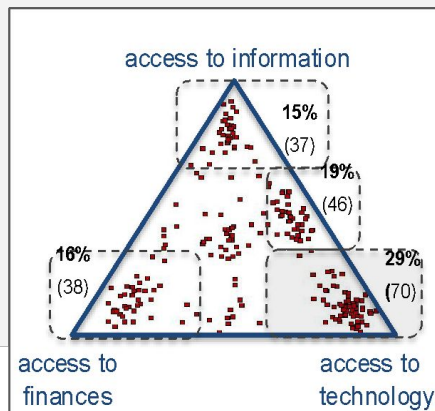 access to information
15%
(37)
19%
(46)
16%
(38)
29%
(70)
access to
finances
access to
technology